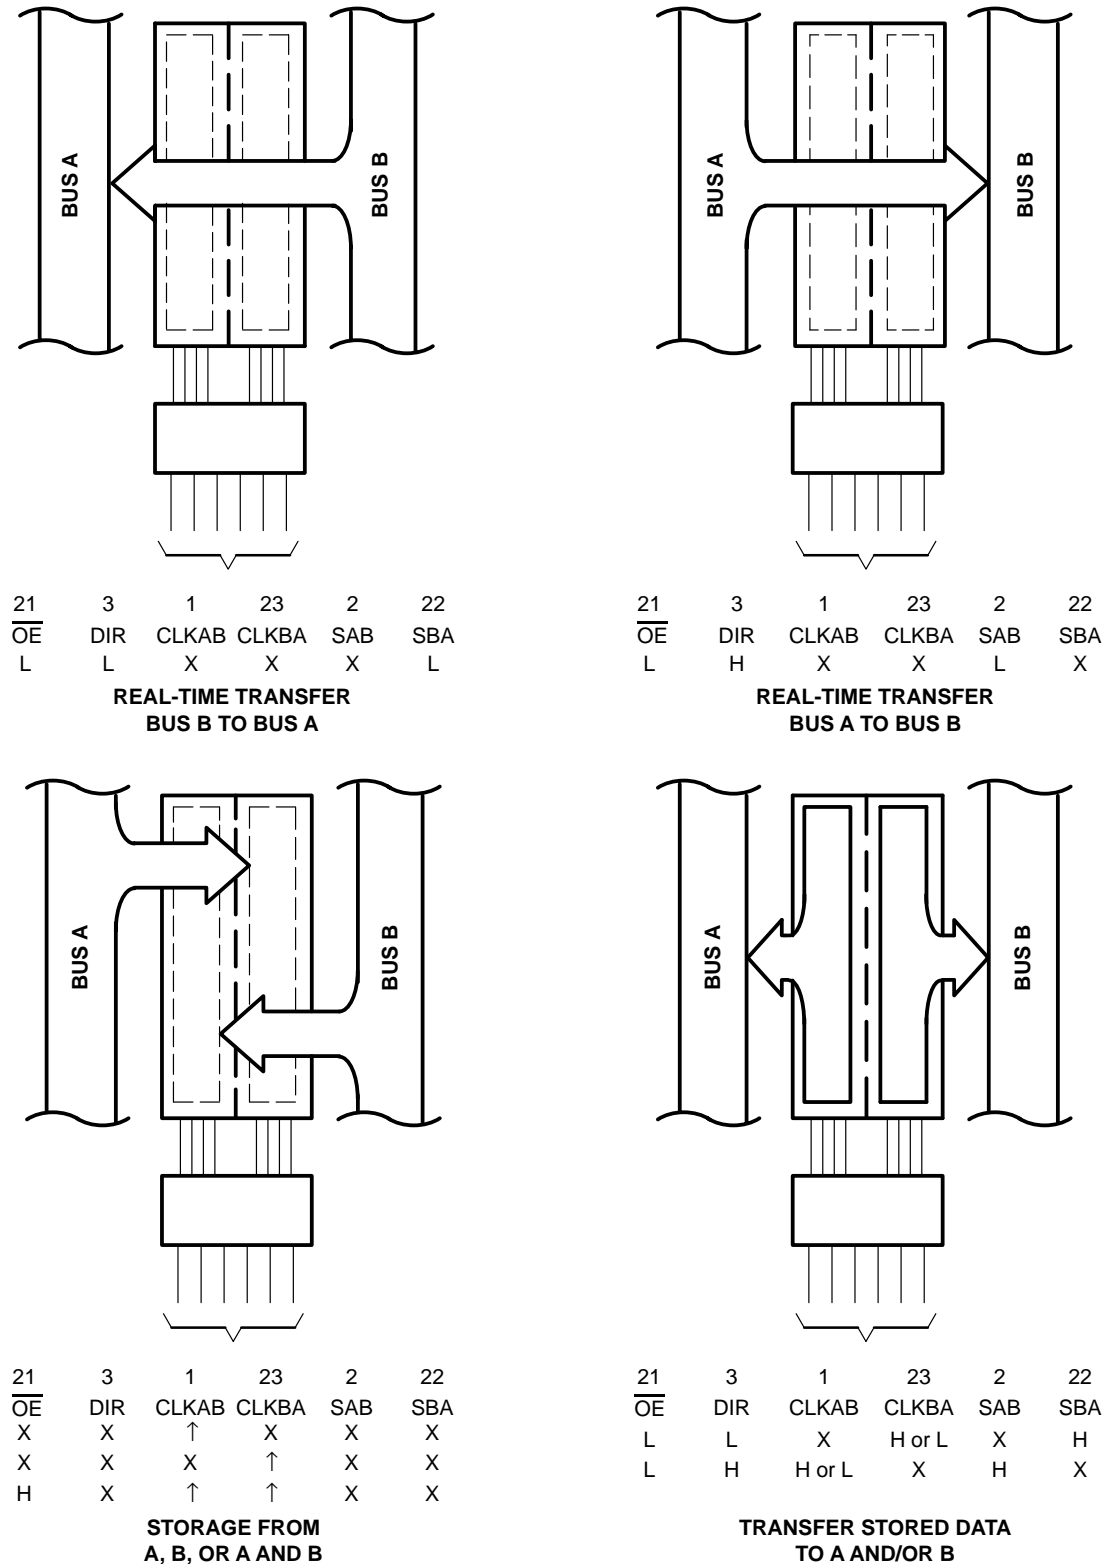 BUS A
BUS B
21 3 1 23 2 22
OE DIR CLKAB CLKBA SAB SBA
L L X X X L
REAL-TIME TRANSFER
BUS B TO BUS A
BUS A
BUS B
21 3 1 23 2 22
OE DIR CLKAB CLKBA SAB SBA
L H X X L X
REAL-TIME TRANSFER
BUS A TO BUS B
BUS A
BUS B
21 3 1 23 2 22
OE DIR CLKAB CLKBA SAB SBA
X X ↑ X X X
X X X ↑ X X
H X ↑ ↑ X X
STORAGE FROM
A, B, OR A AND B
BUS A
BUS B
21 3 1 23 2 22
OE DIR CLKAB CLKBA SAB SBA
L L X H or L X H
L H H or L X H X
TRANSFER STORED DATA
TO A AND/OR B